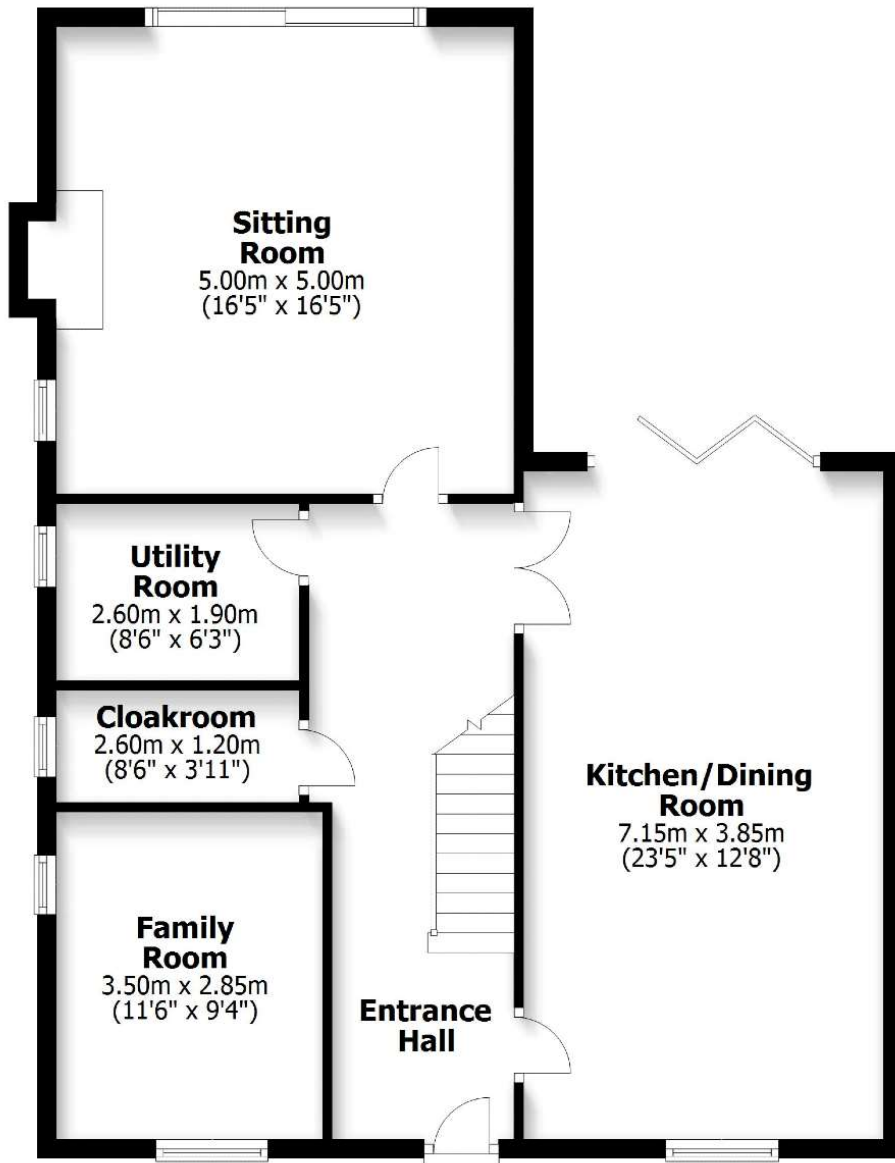 Sitting
Room
5.00m x 5.00m
(16'5" x 16'5")
Utility
Room
2.60m x 1.90m
(8'6" x 6'3")
Cloakroom
2.60m x 1.20m
(8'6" x 3'11")
Kitchen/Dining
Room
7.15m x 3.85m
(23'5" x 12'8")
Family
Room
3.50m x 2.85m
(11'6" x 9'4")
Entrance
Hall